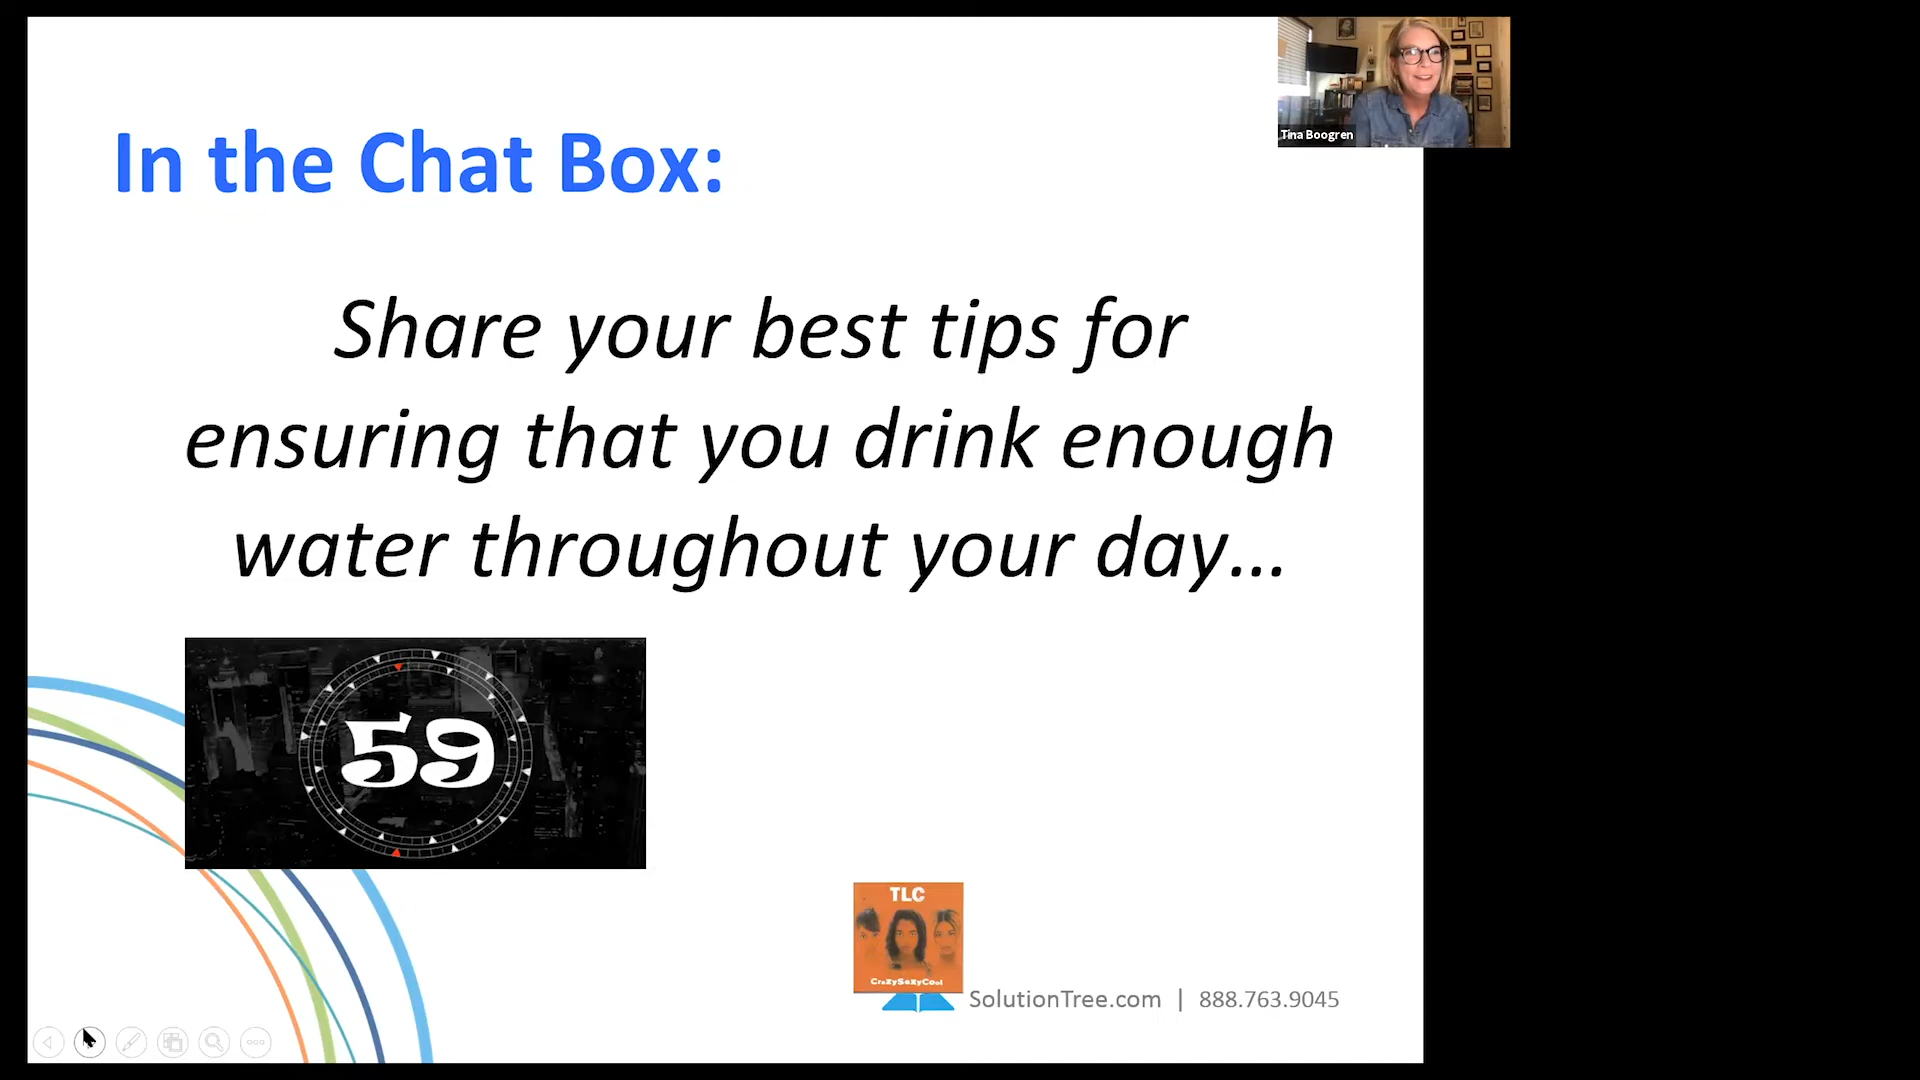 Tina Boogren
In the Chat Box:
Share your best tips for
ensuring that you drink enough
water throughout your day...
59
TLC
CrazySexyCool
SolutionTree.com | 888.763.9045